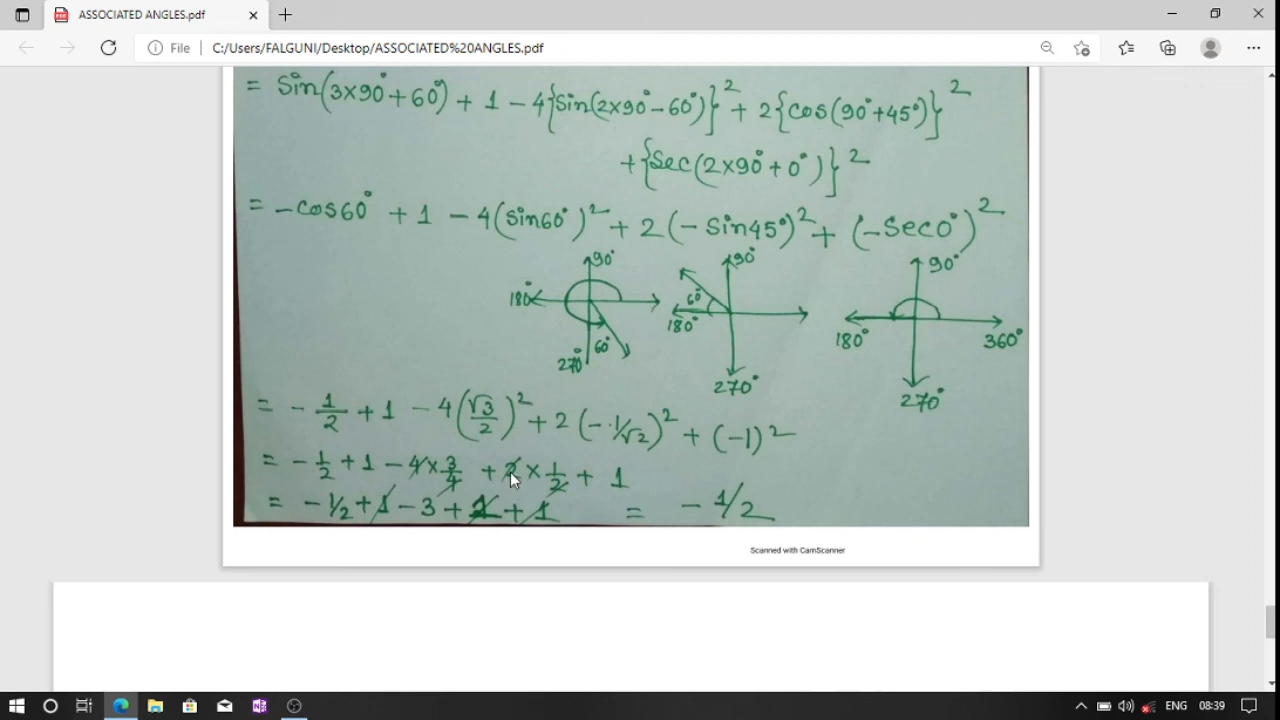 ASSOCIATED ANGLES.pdf
File C:/Users/FALGUNI/Desktop/ASSOCIATED%20ANGLES.pdf
= Sin(3×90°+60°) + 1 - 4{Sin(2×90°-60°)}² + 2{cos(90°+45°)}²
+{Sec(2×90°+0°)}²
= -cos60° + 1 - 4(sin60°)² + 2(-sin45°)² + (-Sec0°)²
90° 90° 90°
180° 60° 180° 360°
60° 180°
270° 270° 270°
= -1/2 + 1 - 4(√3/2)² + 2(-1/√2)² + (-1)²
= -1/2 + 1 - 4×3/4 + 2×1/2 + 1
= -1/2 + 1 - 3 + 1 + 1 = -1/2
Scanned with CamScanner
ENG 08:39